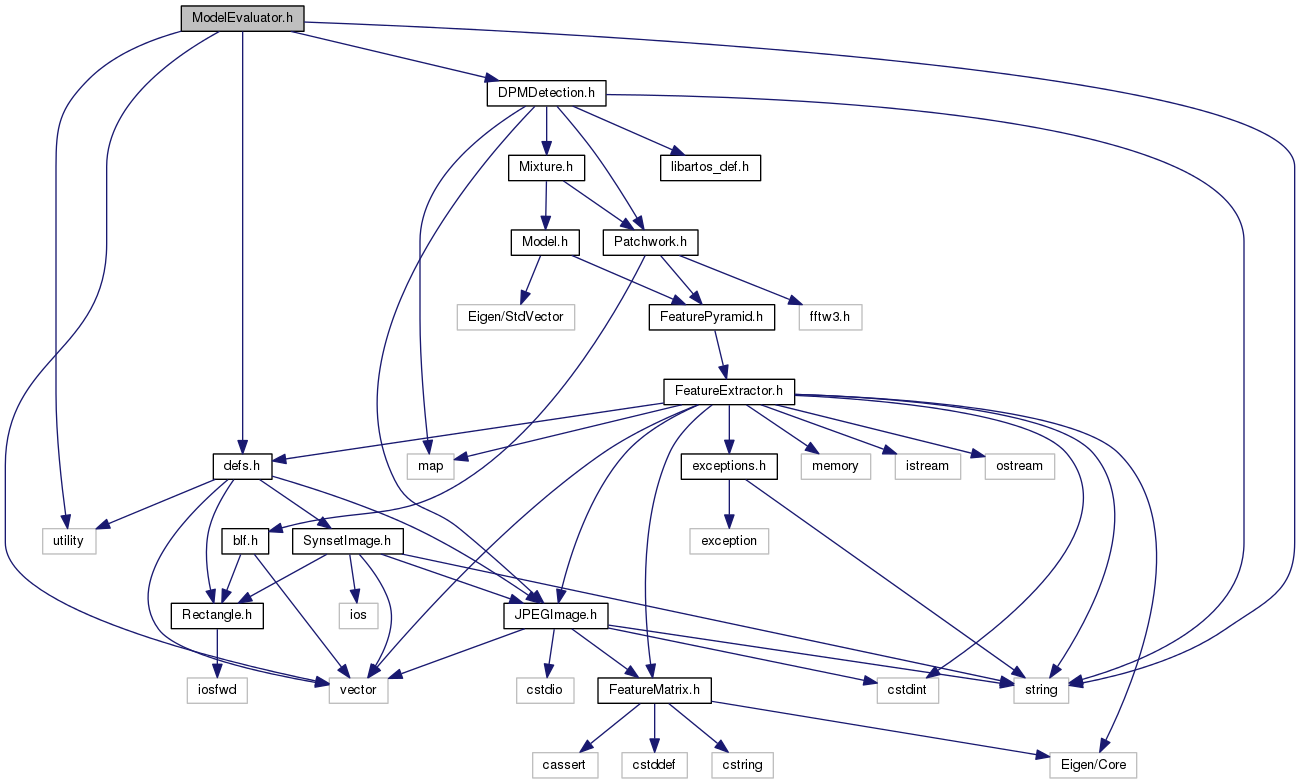 ModelEvaluator.h
DPMDetection.h
Mixture.h
libartos_def.h
Model.h
Patchwork.h
Eigen/StdVector
FeaturePyramid.h
fftw3.h
FeatureExtractor.h
defs.h
map
exceptions.h
memory
istream
ostream
utility
blf.h
SynsetImage.h
exception
Rectangle.h
ios
JPEGImage.h
iosfwd
vector
cstdio
FeatureMatrix.h
cstdint
string
cassert
cstddef
cstring
Eigen/Core